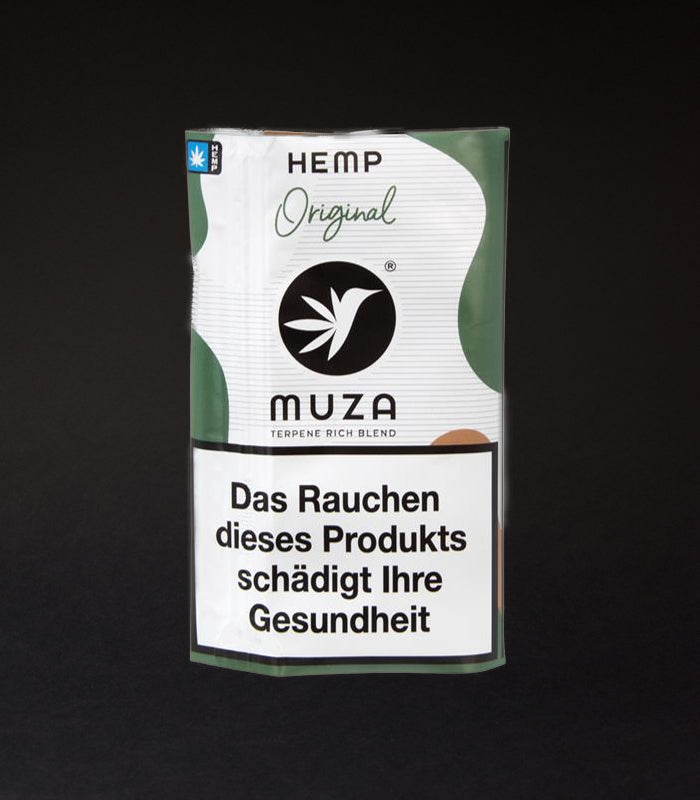 HEMP
HEMP
Original
®
MUZA
TERPENE RICH BLEND
Das Rauchen
dieses Produkts
schädigt Ihre
Gesundheit